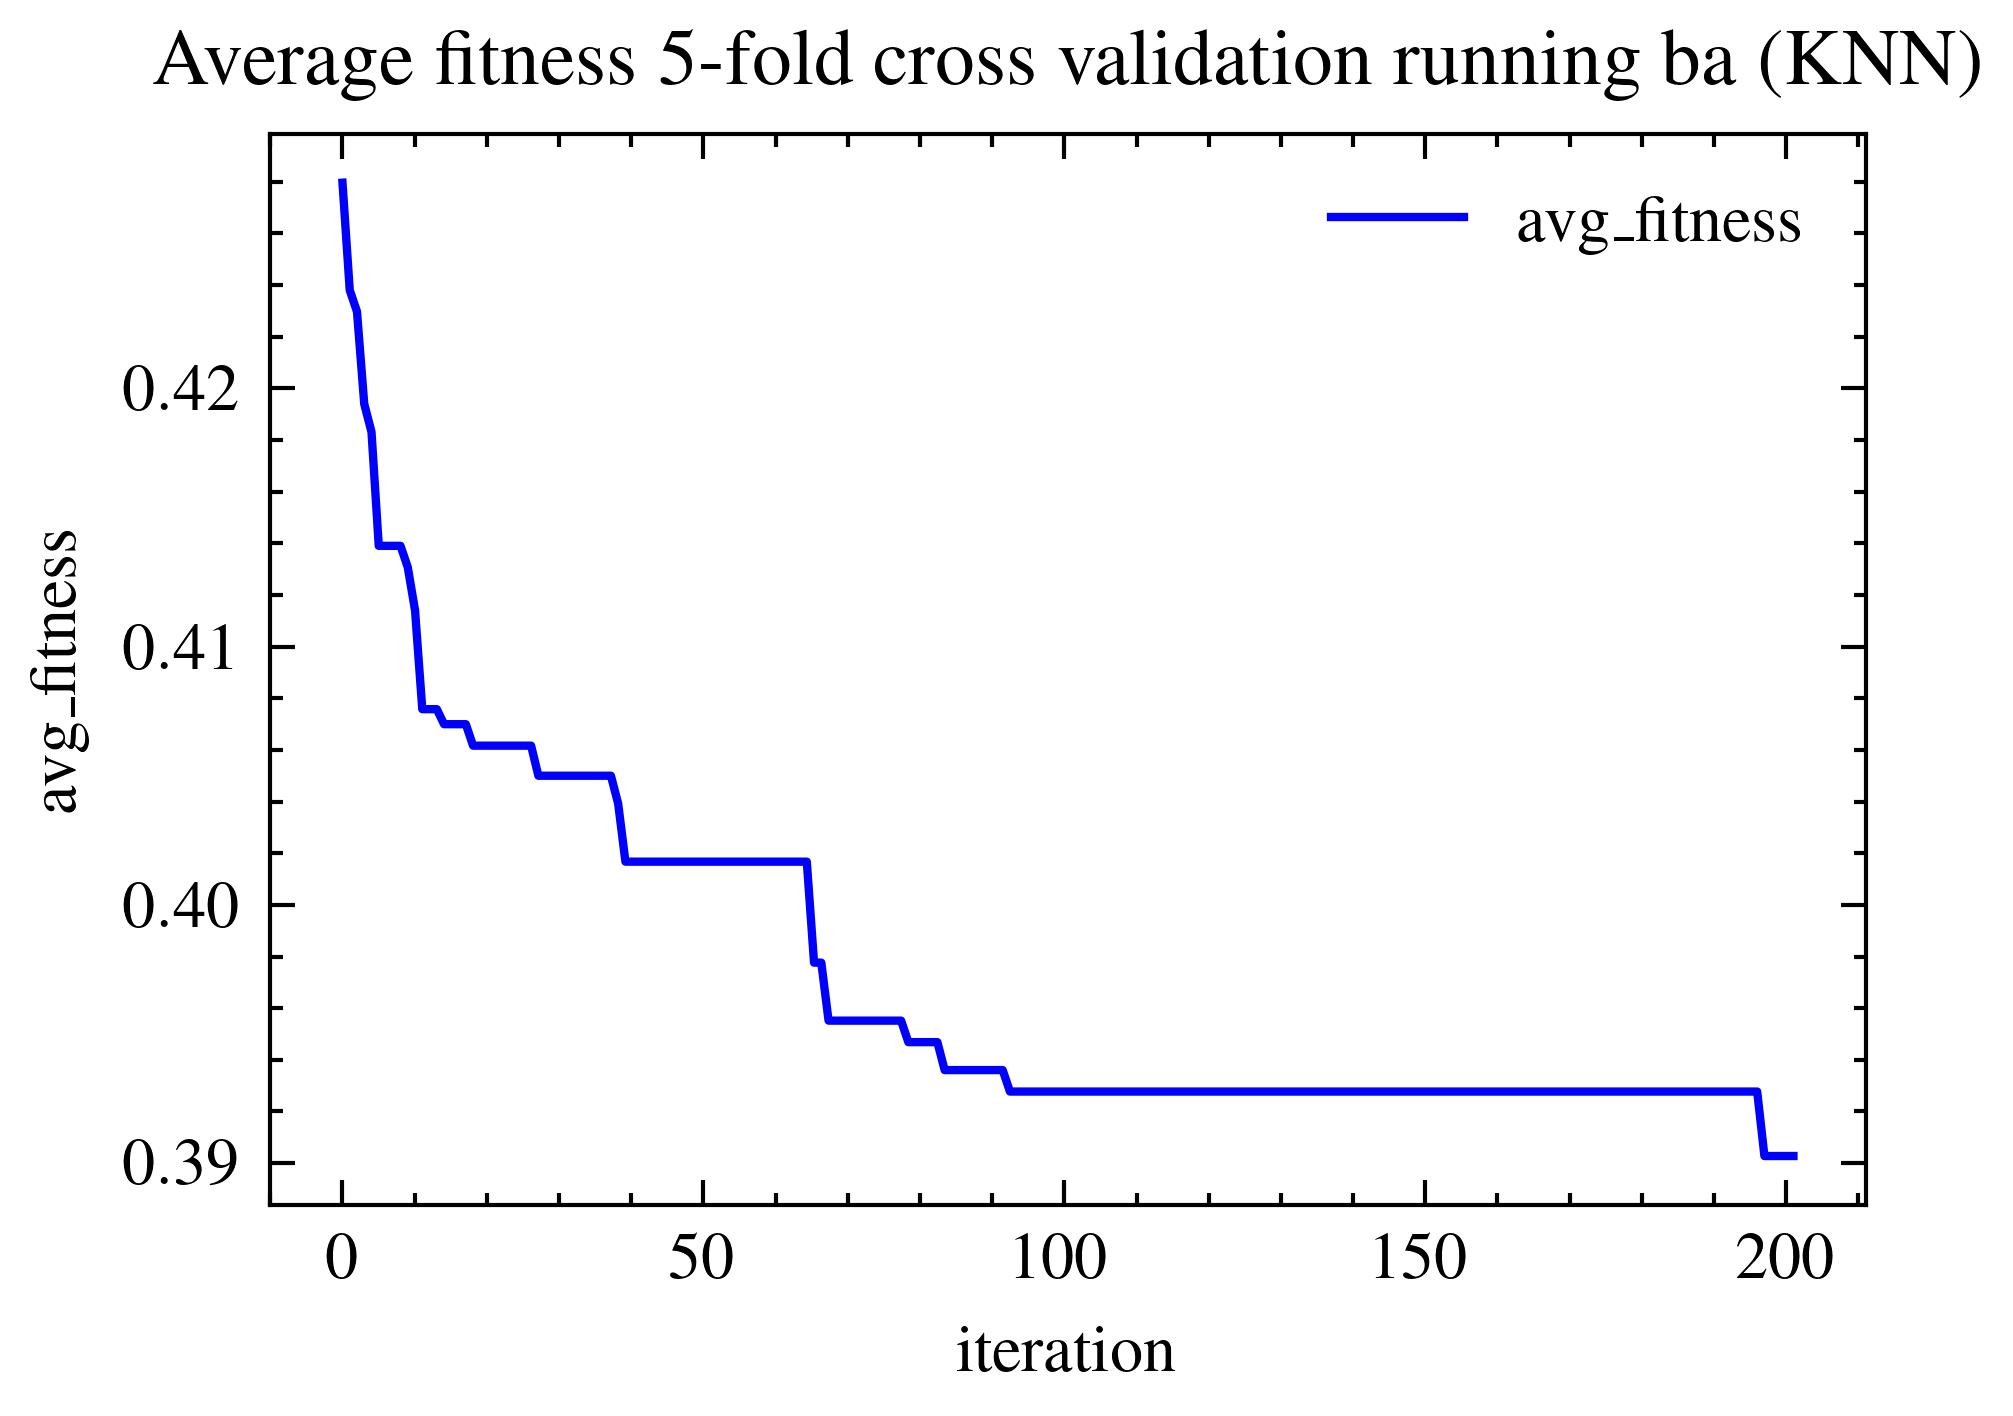 Average fitness 5-fold cross validation running ba (KNN)
avg_fitness
avg_fitness
0.42
0.41
0.40
0.39
0 50 100 150 200
iteration